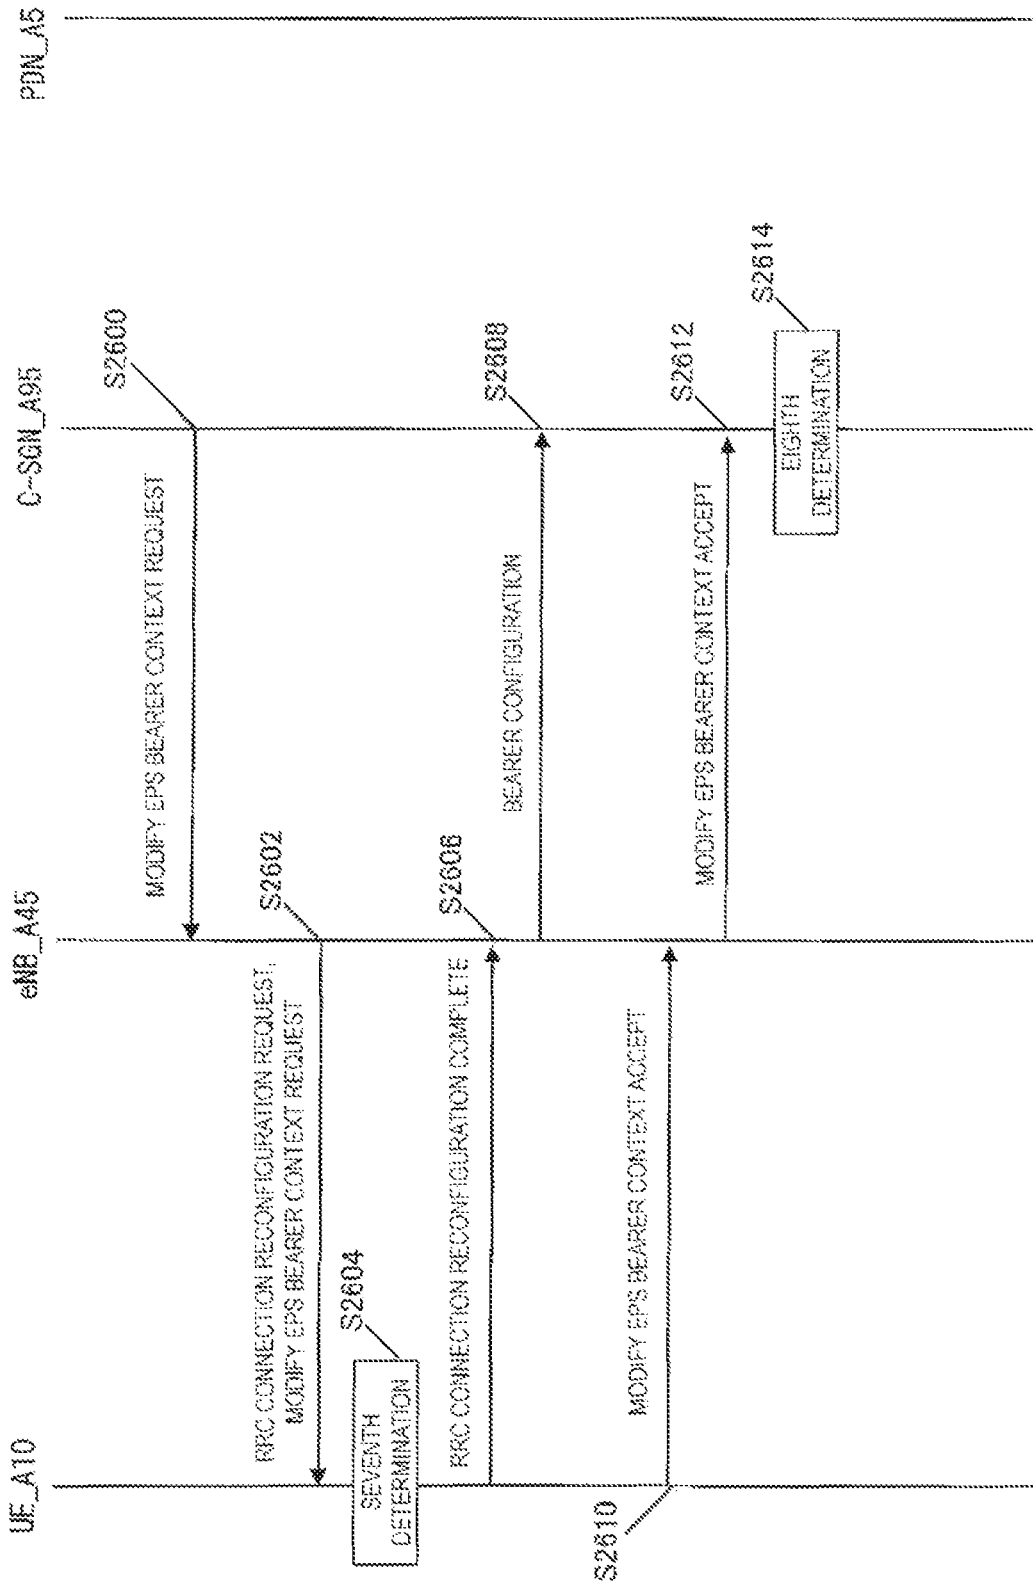 UE_A10
eNB_A45
C-SGN_A95
PDN_A5
S2600
MODIFY EPS BEARER CONTEXT REQUEST
S2602
RRC CONNECTION RECONFIGURATION REQUEST,
MODIFY EPS BEARER CONTEXT REQUEST
S2604
SEVENTH
DETERMINATION
S2606
RRC CONNECTION RECONFIGURATION COMPLETE
S2608
BEARER CONFIGURATION
S2610
MODIFY EPS BEARER CONTEXT ACCEPT
S2612
MODIFY EPS BEARER CONTEXT ACCEPT
S2614
EIGHTH
DETERMINATION